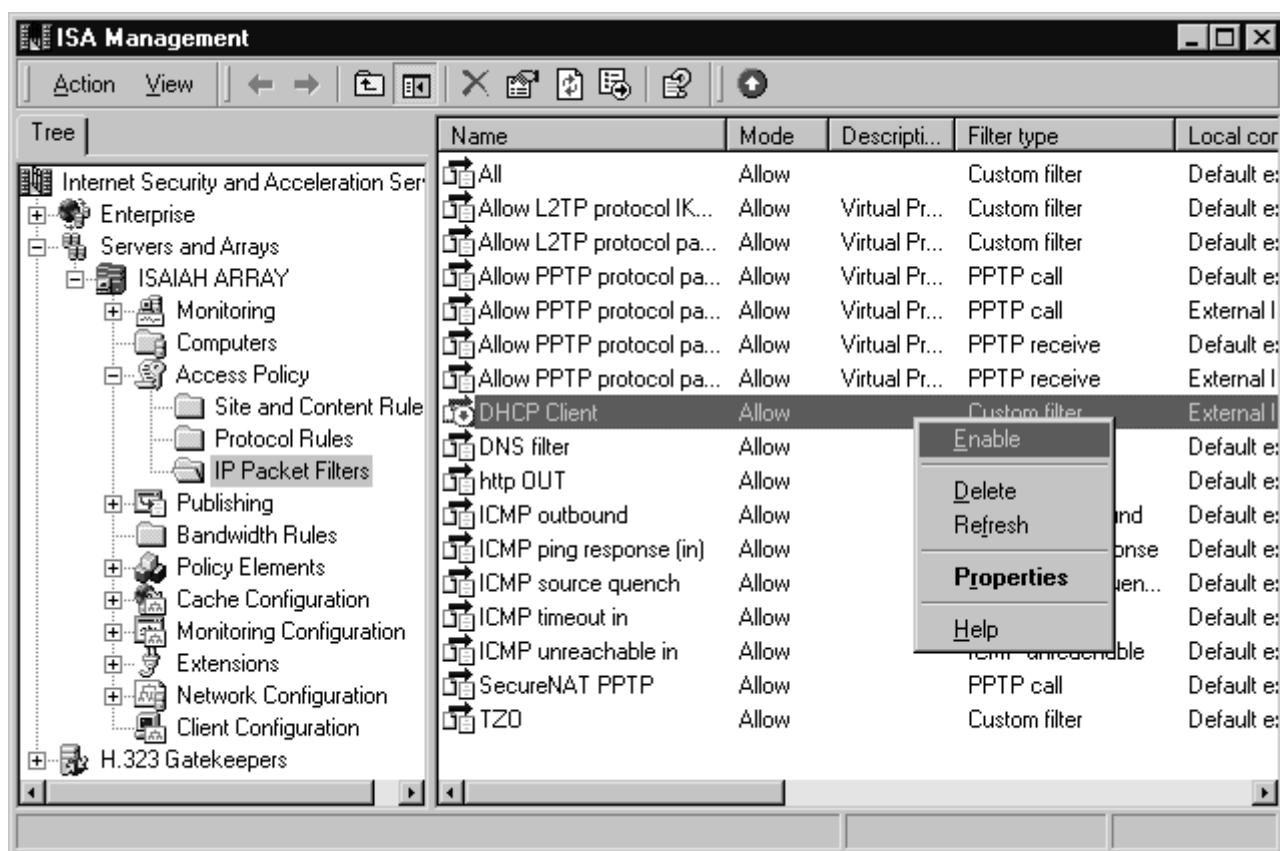 ISA Management
Action View
Tree
Internet Security and Acceleration Ser
Enterprise
Servers and Arrays
ISAIAH ARRAY
Monitoring
Computers
Access Policy
Site and Content Rule
Protocol Rules
IP Packet Filters
Publishing
Bandwidth Rules
Policy Elements
Cache Configuration
Monitoring Configuration
Extensions
Network Configuration
Client Configuration
H.323 Gatekeepers
Name Mode Descripti... Filter type Local cor
All Allow Custom filter Default e
Allow L2TP protocol IK... Allow Virtual Pr... Custom filter Default e
Allow L2TP protocol pa... Allow Virtual Pr... Custom filter Default e
Allow PPTP protocol pa... Allow Virtual Pr... PPTP call Default e
Allow PPTP protocol pa... Allow Virtual Pr... PPTP call External I
Allow PPTP protocol pa... Allow Virtual Pr... PPTP receive Default e
Allow PPTP protocol pa... Allow Virtual Pr... PPTP receive External I
DHCP Client Allow Custom filter External I
DNS filter Allow Default e
http OUT Allow Default e
ICMP outbound Allow ind Default e
ICMP ping response (in) Allow onse Default e
ICMP source quench Allow uen... Default e
ICMP timeout in Allow Default e
ICMP unreachable in Allow ICMP unreachable Default e
SecureNAT PPTP Allow PPTP call Default e
TZO Allow Custom filter Default e
Enable
Delete
Refresh
Properties
Help